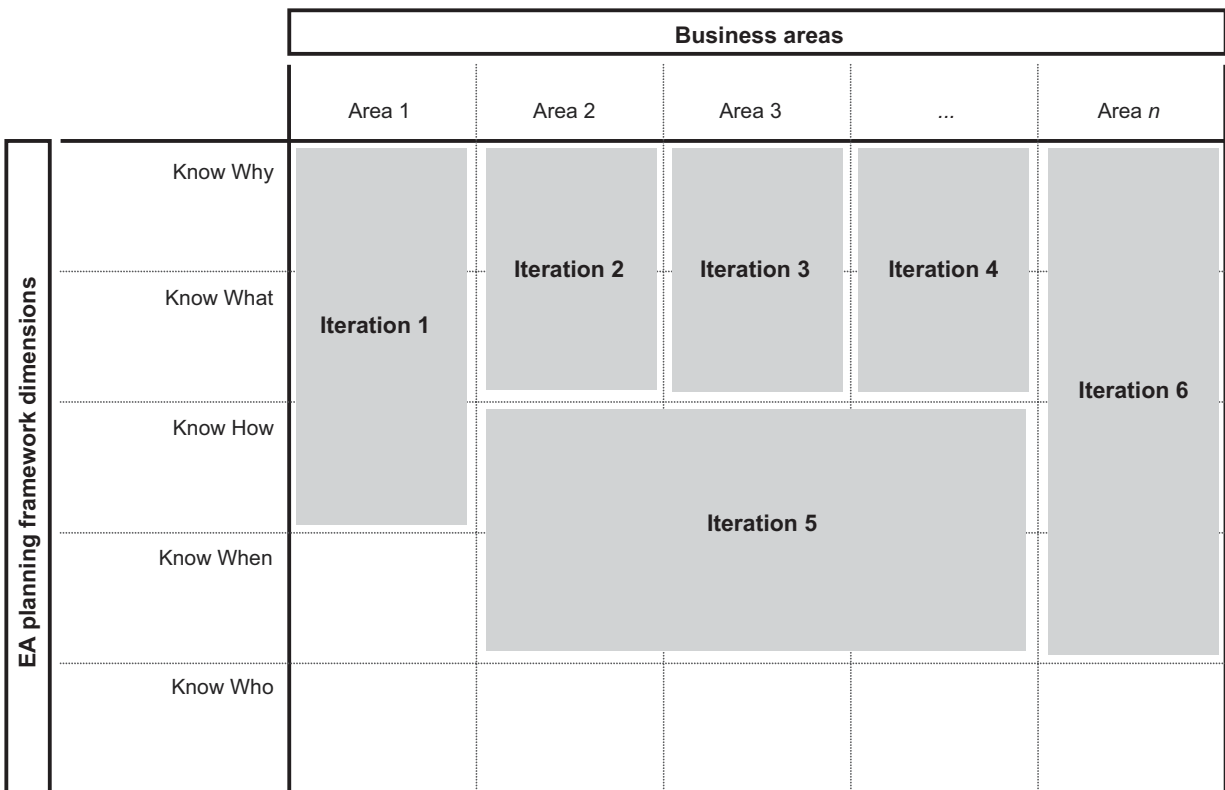 Business areas
Area 1
Area 2
Area 3
...
Area n
EA planning framework dimensions
Know Why
Know What
Know How
Know When
Know Who
Iteration 1
Iteration 2
Iteration 3
Iteration 4
Iteration 5
Iteration 6